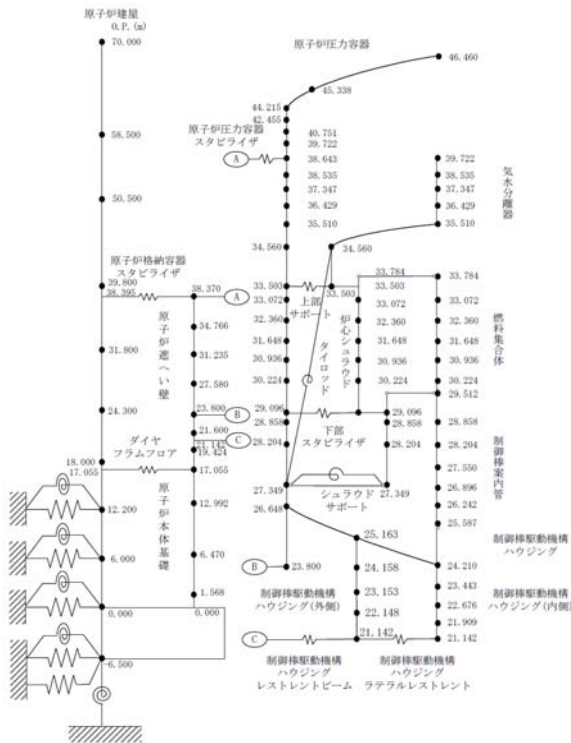 原子炉建屋
O.P.(m)
70.000
58.500
50.500
原子炉格納容器
スタビライザ
39.800
38.395
38.370
A
原子炉遮へい壁
34.766
31.800
31.235
27.580
24.300
23.800
B
21.600
C
21.142
19.424
ダイヤ
フラムフロア
18.000
17.055
17.055
原子炉本体基礎
12.992
12.200
6.470
6.000
1.568
0.000
0.000
-6.500
原子炉圧力容器
46.460
45.338
44.215
42.455
原子炉圧力容器
スタビライザ
A
40.751
39.722
38.643
38.535
37.347
36.429
35.510
34.560
34.560
39.722
38.535
37.347
36.429
35.510
気水分離器
33.503
33.072
32.360
31.648
30.936
30.224
29.096
28.858
28.204
27.349
26.648
上部
サポート
33.503
タイロッド
炉心シュラウド
33.784
33.503
33.072
32.360
31.648
30.936
30.224
29.096
28.858
28.204
27.349
下部
スタビライザ
シュラウド
サポート
33.784
33.072
32.360
31.648
30.936
30.224
29.512
燃料集合体
28.858
28.204
27.550
26.896
26.242
25.587
制御棒案内管
B
23.800
25.163
24.158
23.153
22.148
21.142
C
24.210
23.443
22.676
21.909
21.142
制御棒駆動機構
ハウジング
制御棒駆動機構
ハウジング(外側)
制御棒駆動機構
ハウジング(内側)
制御棒駆動機構
ハウジング
レストレントビーム
制御棒駆動機構
ハウジング
ラテラルレストレント